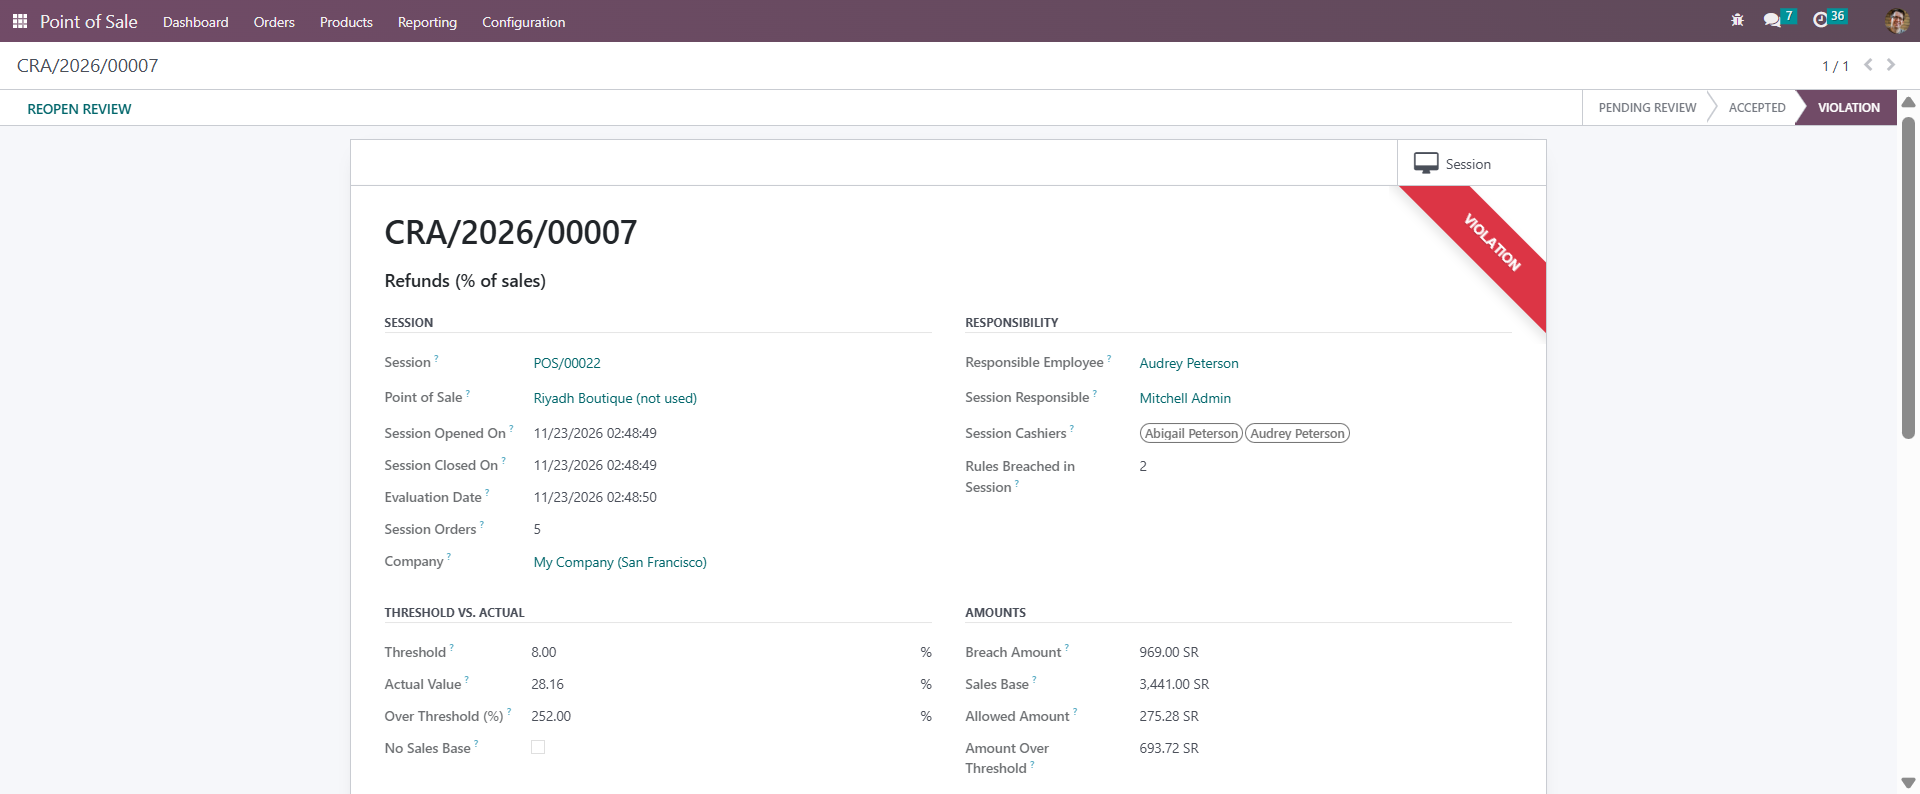 Point of Sale Dashboard Orders Products Reporting Configuration 7 36
CRA/2026/00007 1 / 1
REOPEN REVIEW PENDING REVIEW ACCEPTED VIOLATION
Session
VIOLATION
CRA/2026/00007
Refunds (% of sales)
SESSION
Session ? POS/00022
Point of Sale ? Riyadh Boutique (not used)
Session Opened On ? 11/23/2026 02:48:49
Session Closed On ? 11/23/2026 02:48:49
Evaluation Date ? 11/23/2026 02:48:50
Session Orders ? 5
Company ? My Company (San Francisco)
RESPONSIBILITY
Responsible Employee ? Audrey Peterson
Session Responsible ? Mitchell Admin
Session Cashiers ? Abigail Peterson Audrey Peterson
Rules Breached in 2
Session ?
THRESHOLD VS. ACTUAL
Threshold ? 8.00 %
Actual Value ? 28.16 %
Over Threshold (%) ? 252.00 %
No Sales Base ?
AMOUNTS
Breach Amount ? 969.00 SR
Sales Base ? 3,441.00 SR
Allowed Amount ? 275.28 SR
Amount Over 693.72 SR
Threshold ?